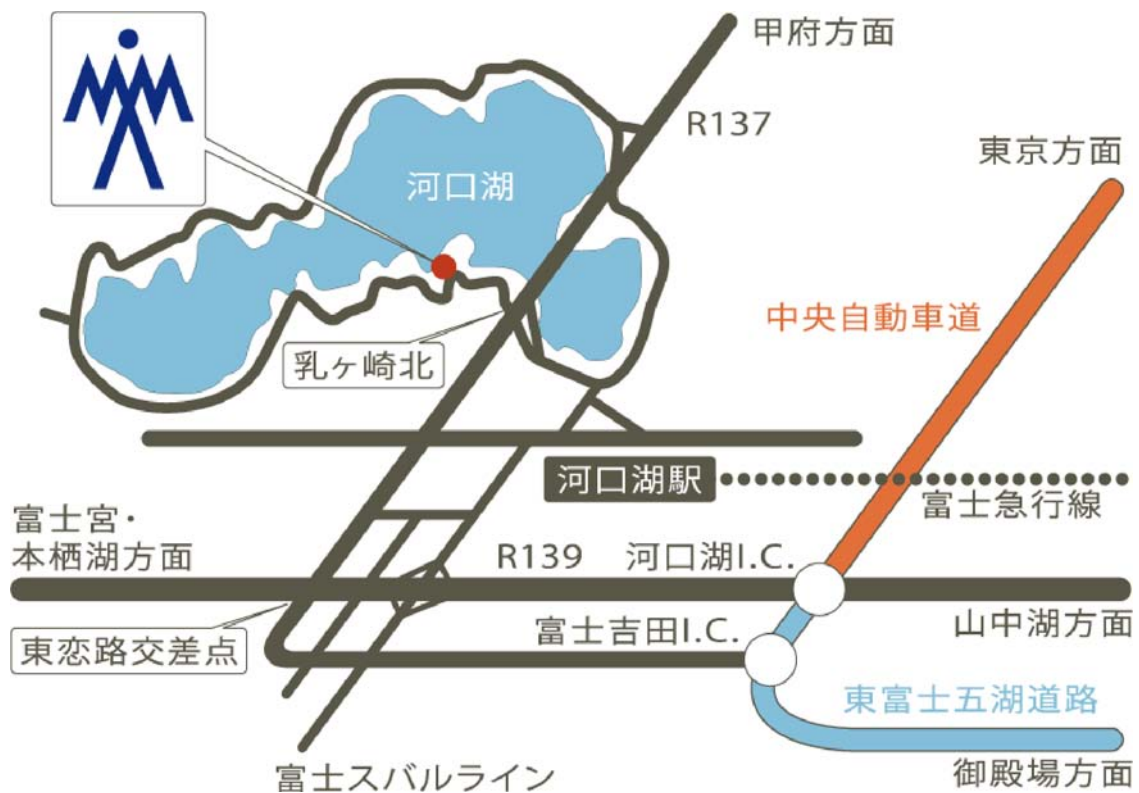 甲府方面
R137
東京方面
河口湖
中央自動車道
乳ヶ崎北
河口湖駅
富士急行線
富士宮・
本栖湖方面
R139
河口湖I.C.
山中湖方面
東恋路交差点
富士吉田I.C.
東富士五湖道路
富士スバルライン
御殿場方面